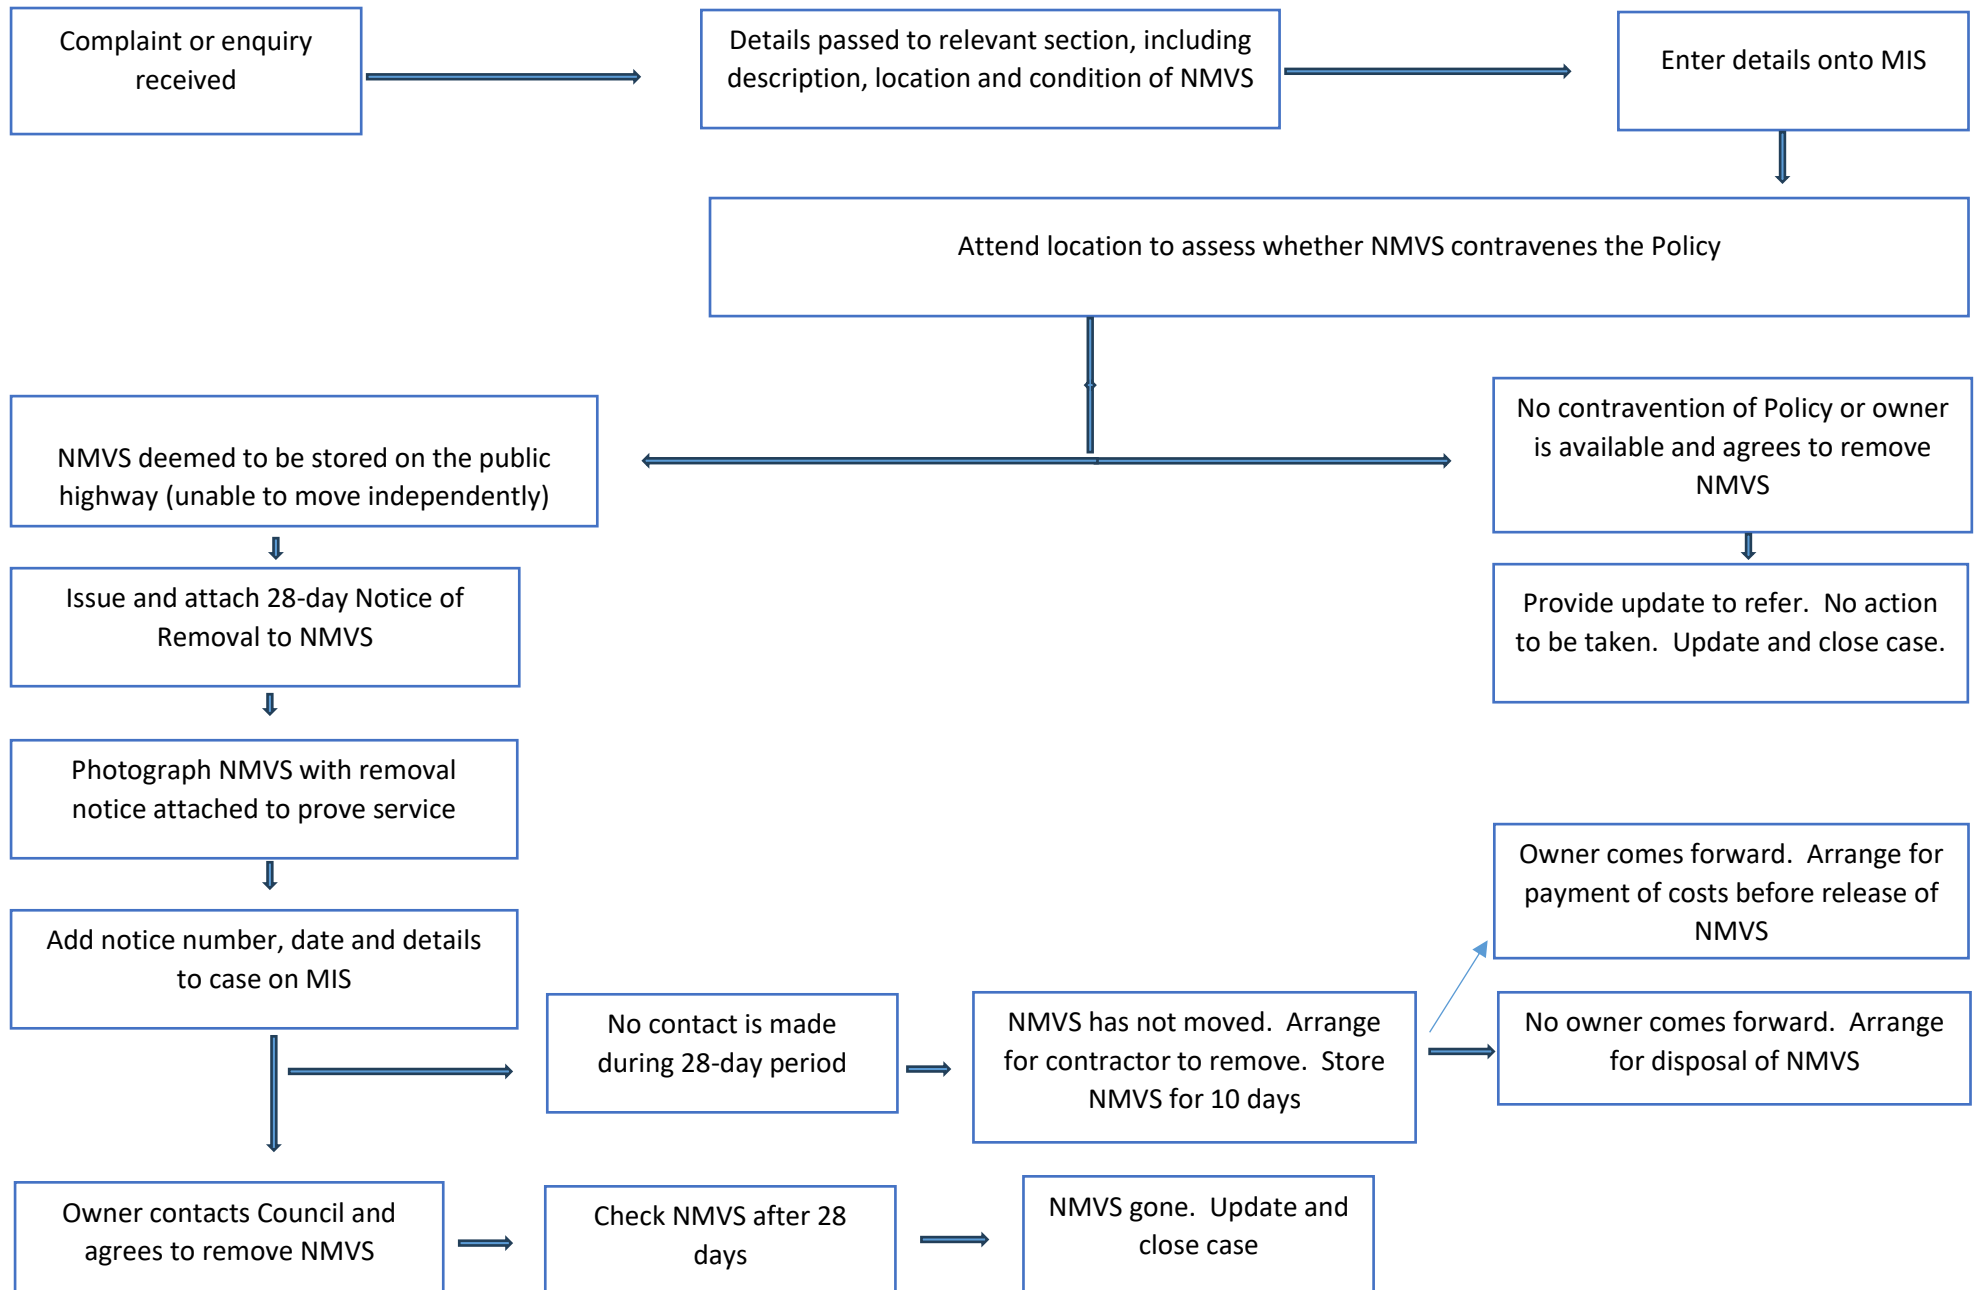 Complaint or enquiry
received
Details passed to relevant section, including
description, location and condition of NMVS
Enter details onto MIS
Attend location to assess whether NMVS contravenes the Policy
NMVS deemed to be stored on the public
highway (unable to move independently)
No contravention of Policy or owner
is available and agrees to remove
NMVS
Issue and attach 28-day Notice of
Removal to NMVS
Provide update to refer.  No action
to be taken.  Update and close case.
Photograph NMVS with removal
notice attached to prove service
Add notice number, date and details
to case on MIS
No contact is made
during 28-day period
NMVS has not moved.  Arrange
for contractor to remove.  Store
NMVS for 10 days
Owner comes forward.  Arrange for
payment of costs before release of
NMVS
No owner comes forward.  Arrange
for disposal of NMVS
Owner contacts Council and
agrees to remove NMVS
Check NMVS after 28
days
NMVS gone.  Update and
close case